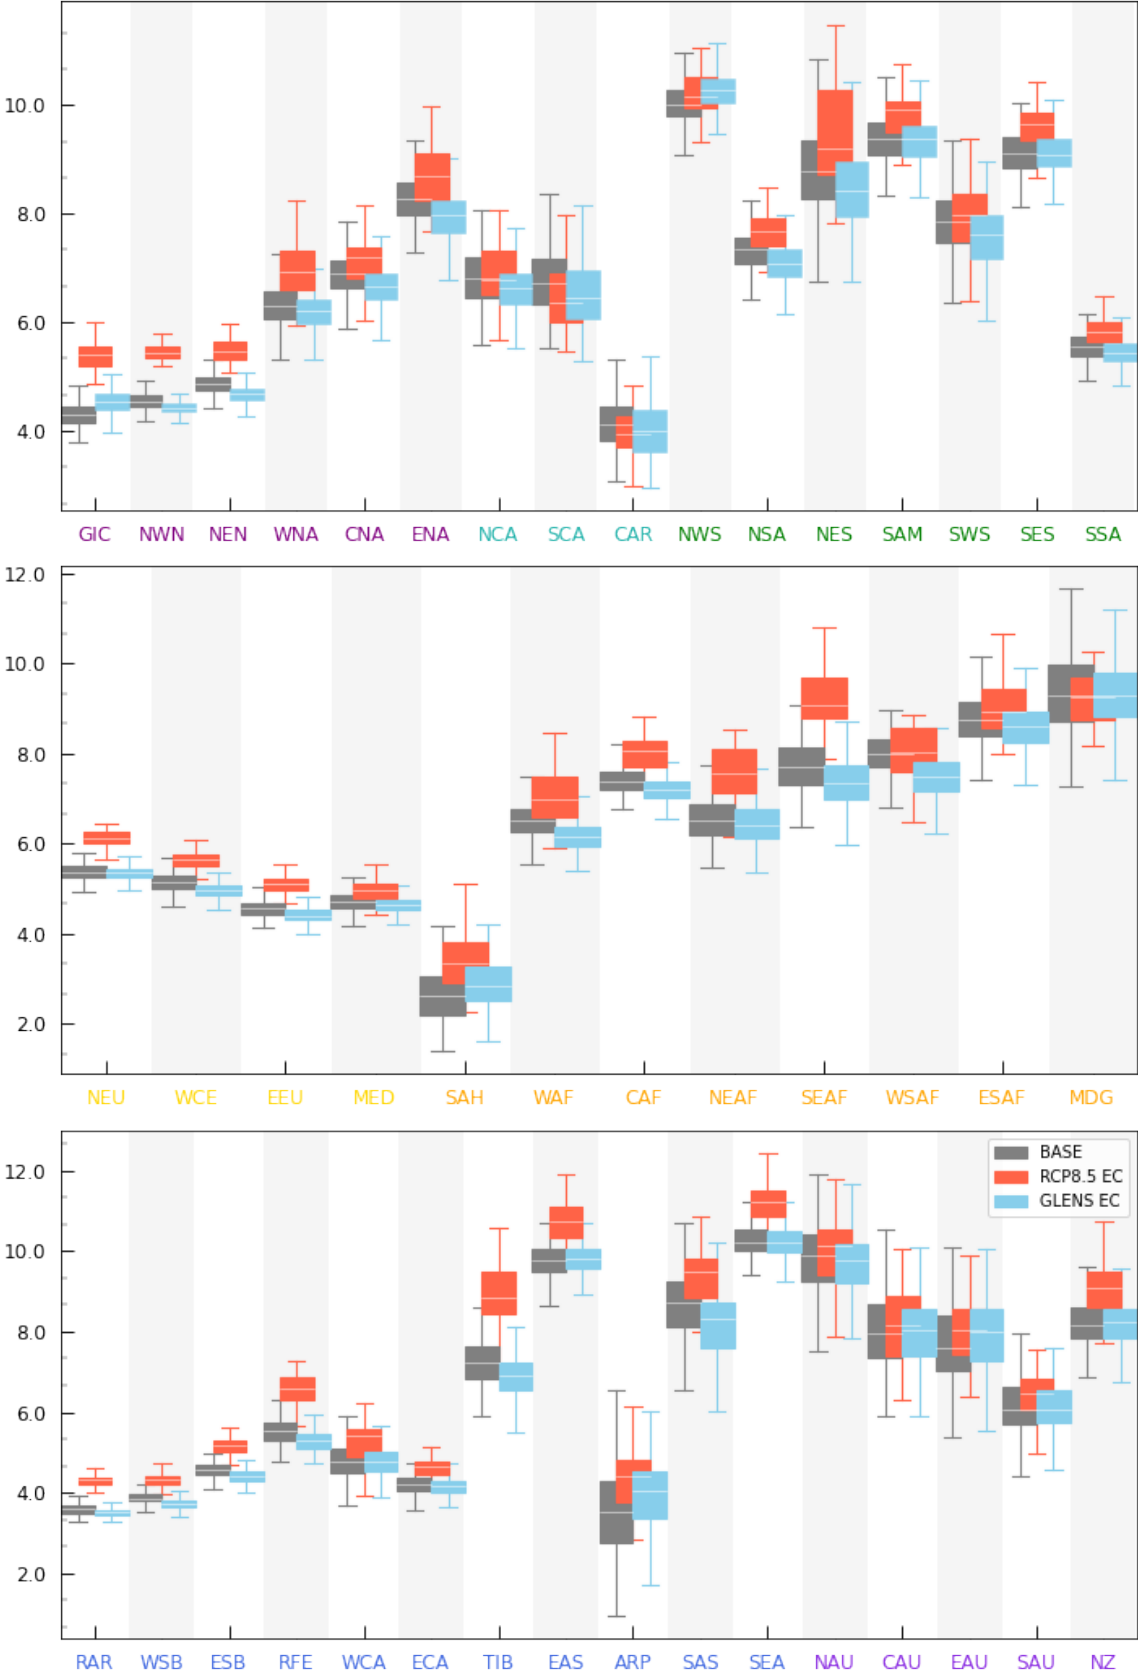 10.0
8.0
6.0
4.0
GIC NWN NEN WNA CNA ENA NCA SCA CAR NWS NSA NES SAM SWS SES SSA
12.0
10.0
8.0
6.0
4.0
2.0
NEU WCE EEU MED SAH WAF CAF NEAF SEAF WSAF ESAF MDG
BASE
RCP8.5 EC
GLENS EC
12.0
10.0
8.0
6.0
4.0
2.0
RAR WSB ESB RFE WCA ECA TIB EAS ARP SAS SEA NAU CAU EAU SAU NZ